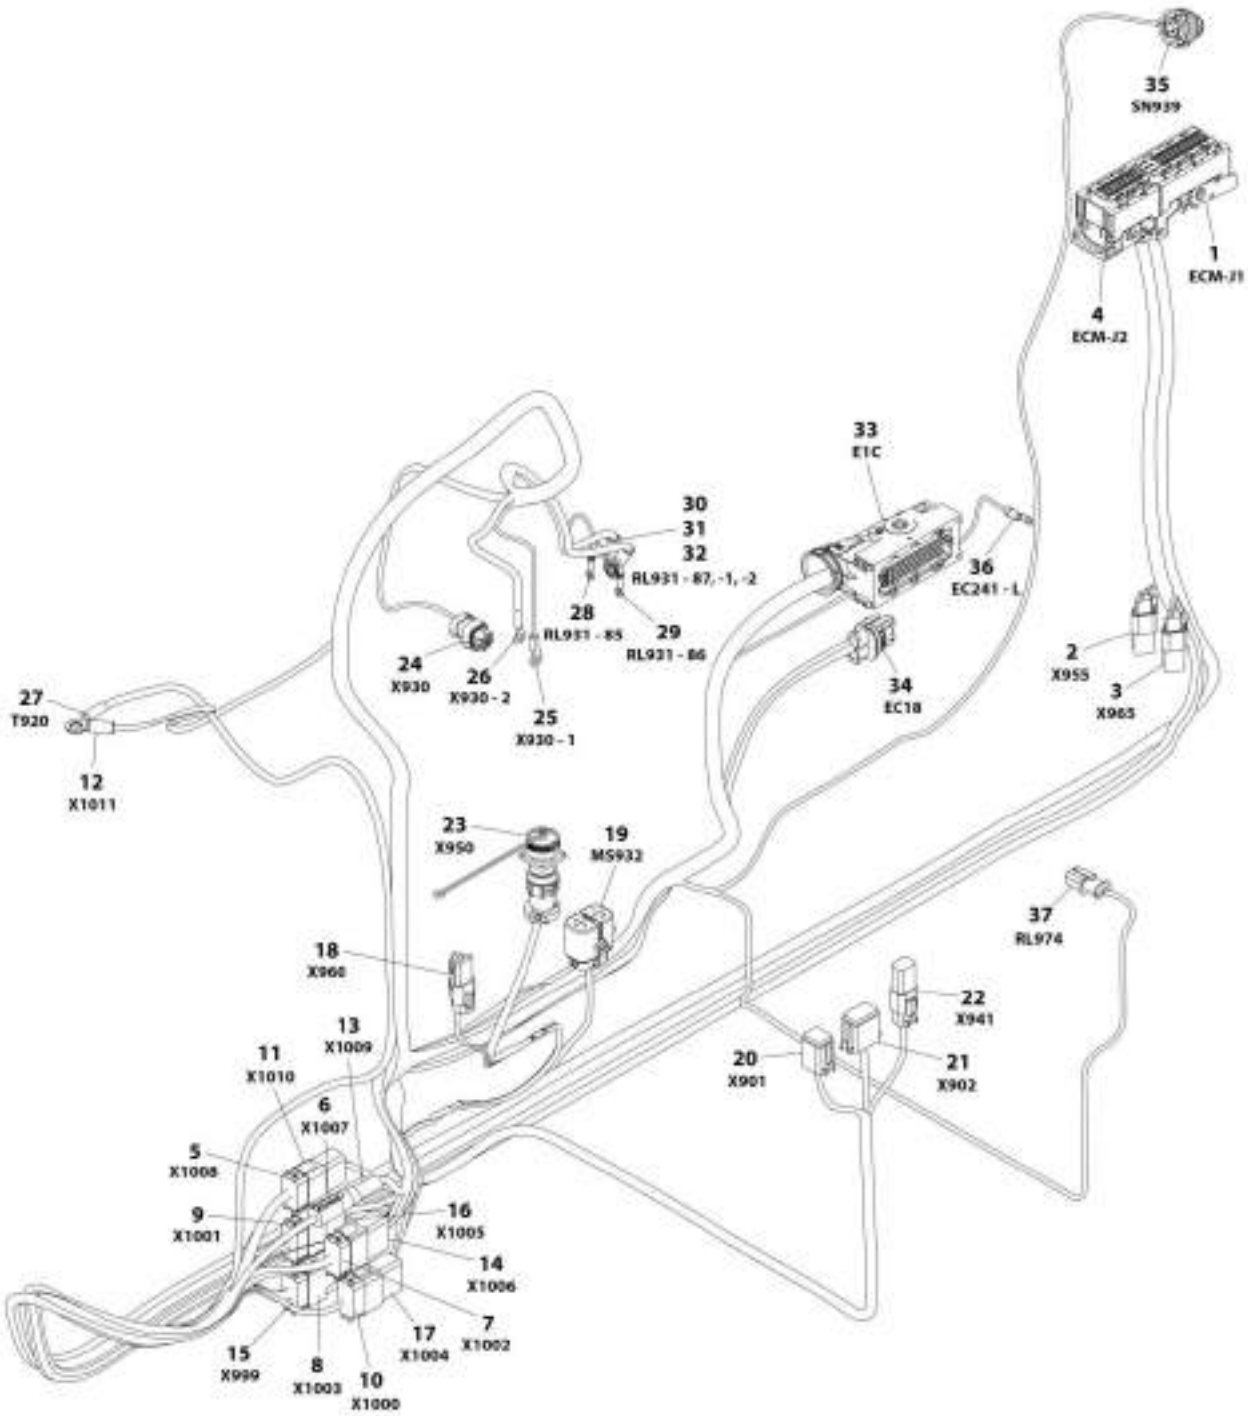 35
SN939
1
ECM-J1
4
ECM-J2
33
E1C
30
31
32
RL931 - 87, -1, -2
36
EC241 - L
28
RL931 - 85
29
RL931 - 86
24
X930
26
X930 - 2
25
X930 - 1
34
EC18
2
X955
3
X965
27
T920
12
X1011
23
X950
19
MS932
37
RL974
18
X960
22
X941
13
X1009
20
X901
21
X902
11
X1010
6
X1007
5
X1008
9
X1001
16
X1005
14
X1006
7
X1002
17
X1004
15
X999
8
X1003
10
X1000